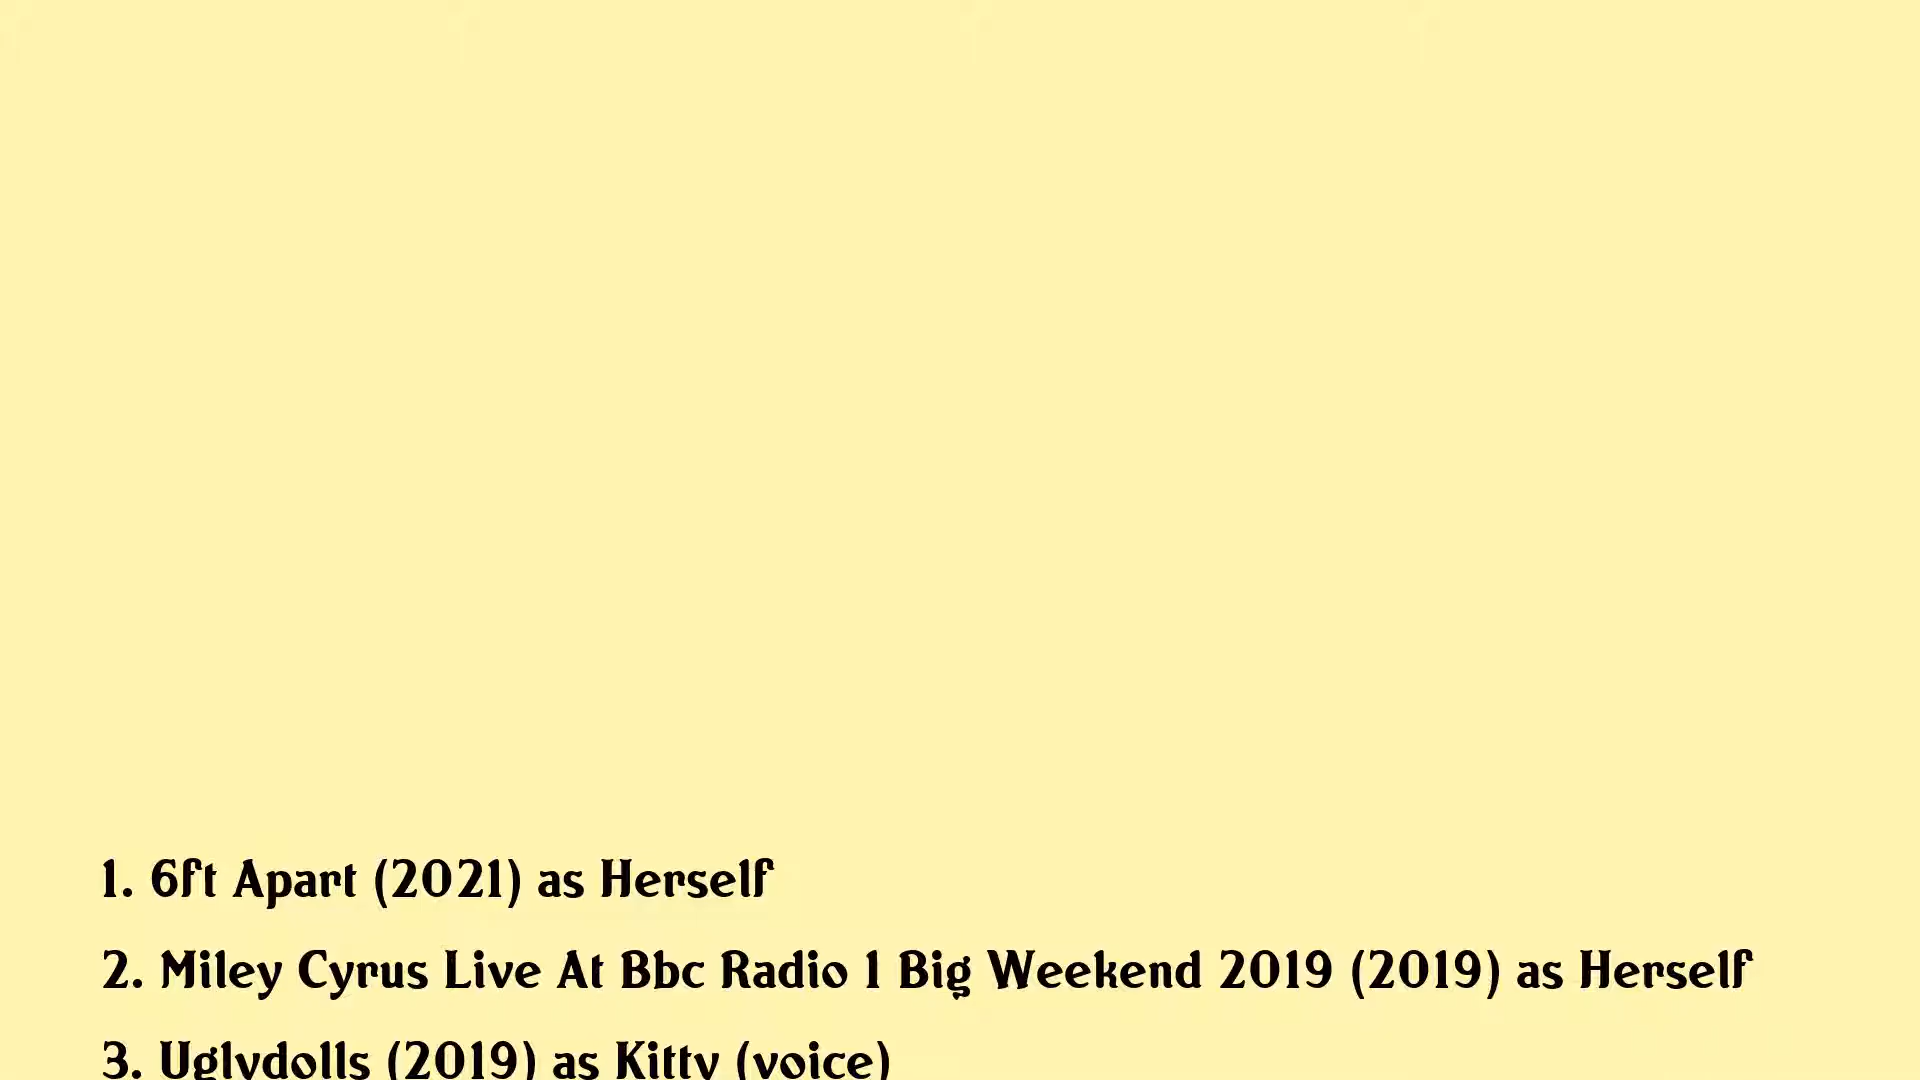 1. 6ft Apart (2021) as Herself
2. Miley Cyrus Live At Bbc Radio 1 Big Weekend 2019 (2019) as Herself
3. Uglydolls (2019) as Kitty (voice)